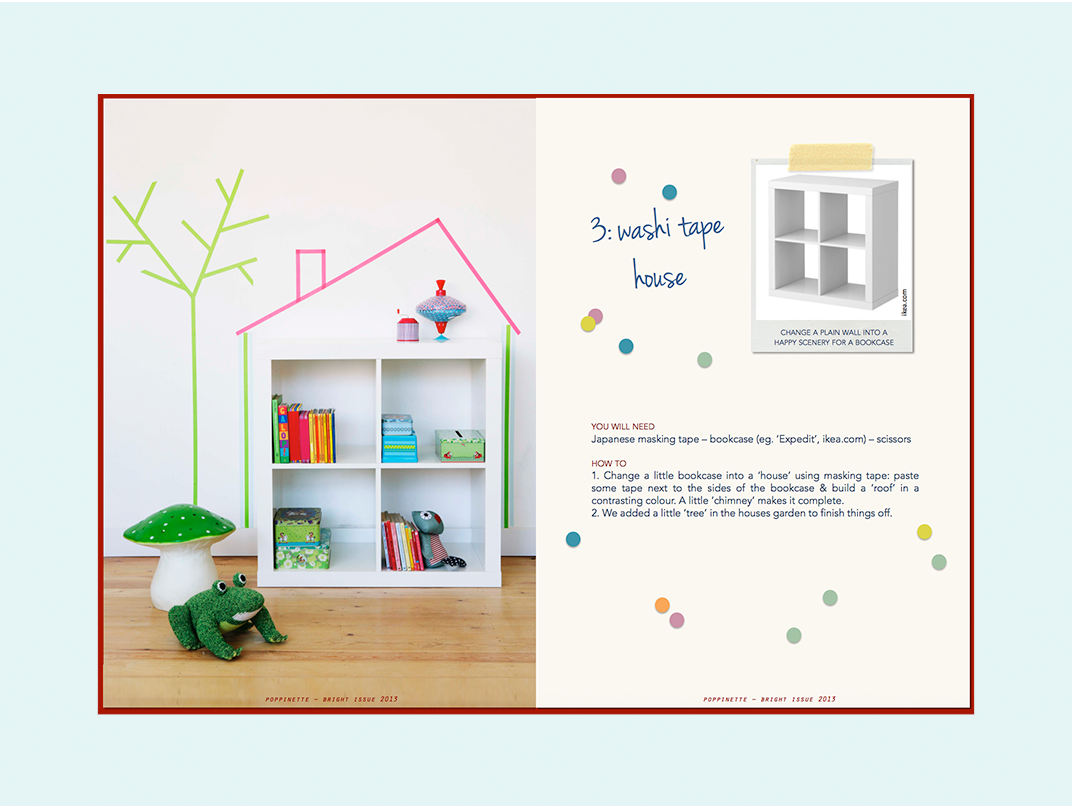 3: washi tape
house
ikea.com
CHANGE A PLAIN WALL INTO A
HAPPY SCENERY FOR A BOOKCASE
YOU WILL NEED
Japanese masking tape – bookcase (eg. ‘Expedit’, ikea.com) – scissors
HOW TO
1. Change a little bookcase into a ‘house’ using masking tape: paste
some tape next to the sides of the bookcase & build a ‘roof’ in a
contrasting colour. A little ‘chimney’ makes it complete.
2. We added a little ‘tree’ in the houses garden to finish things off.
POPPINETTE – BRIGHT ISSUE 2013
POPPINETTE – BRIGHT ISSUE 2013